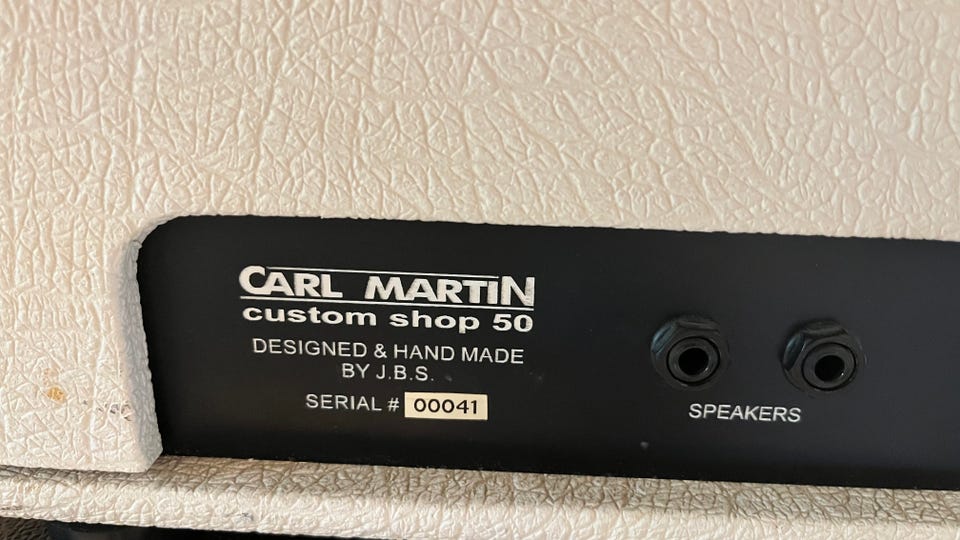 CARL MARTIN
custom shop 50
DESIGNED & HAND MADE
BY J.B.S.
SERIAL # 00041
SPEAKERS